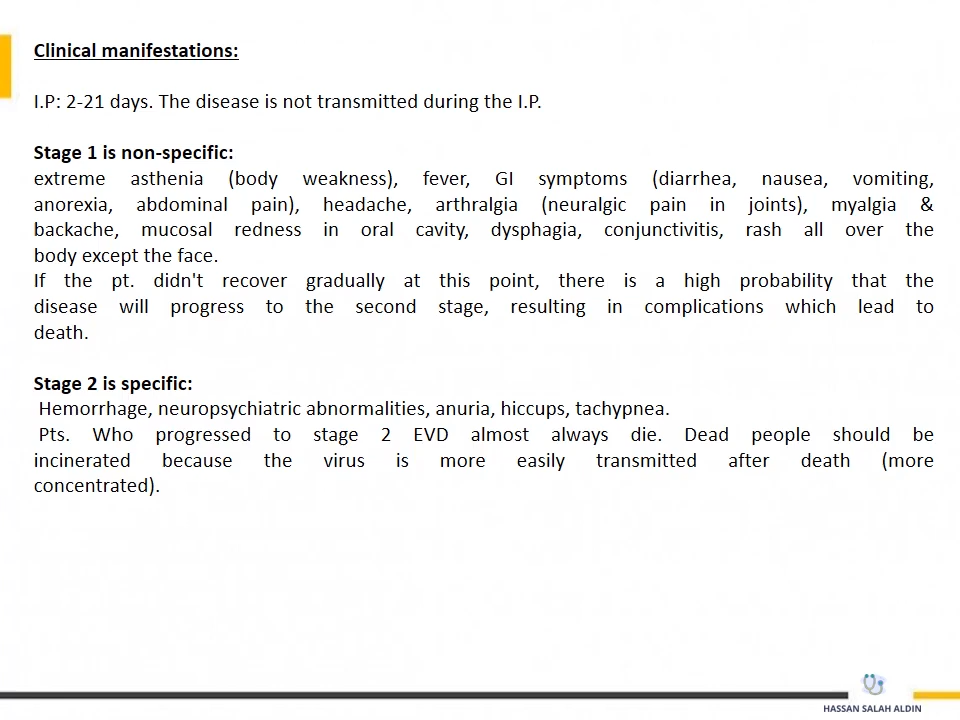 Clinical manifestations:
I.P: 2-21 days. The disease is not transmitted during the I.P.
Stage 1 is non-specific:
extreme asthenia (body weakness), fever, GI symptoms (diarrhea, nausea, vomiting,
anorexia, abdominal pain), headache, arthralgia (neuralgic pain in joints), myalgia &
backache, mucosal redness in oral cavity, dysphagia, conjunctivitis, rash all over the
body except the face.
If the pt. didn't recover gradually at this point, there is a high probability that the
disease will progress to the second stage, resulting in complications which lead to
death.
Stage 2 is specific:
Hemorrhage, neuropsychiatric abnormalities, anuria, hiccups, tachypnea.
Pts. Who progressed to stage 2 EVD almost always die. Dead people should be
incinerated because the virus is more easily transmitted after death (more
concentrated).
HASSAN SALAH ALDIN